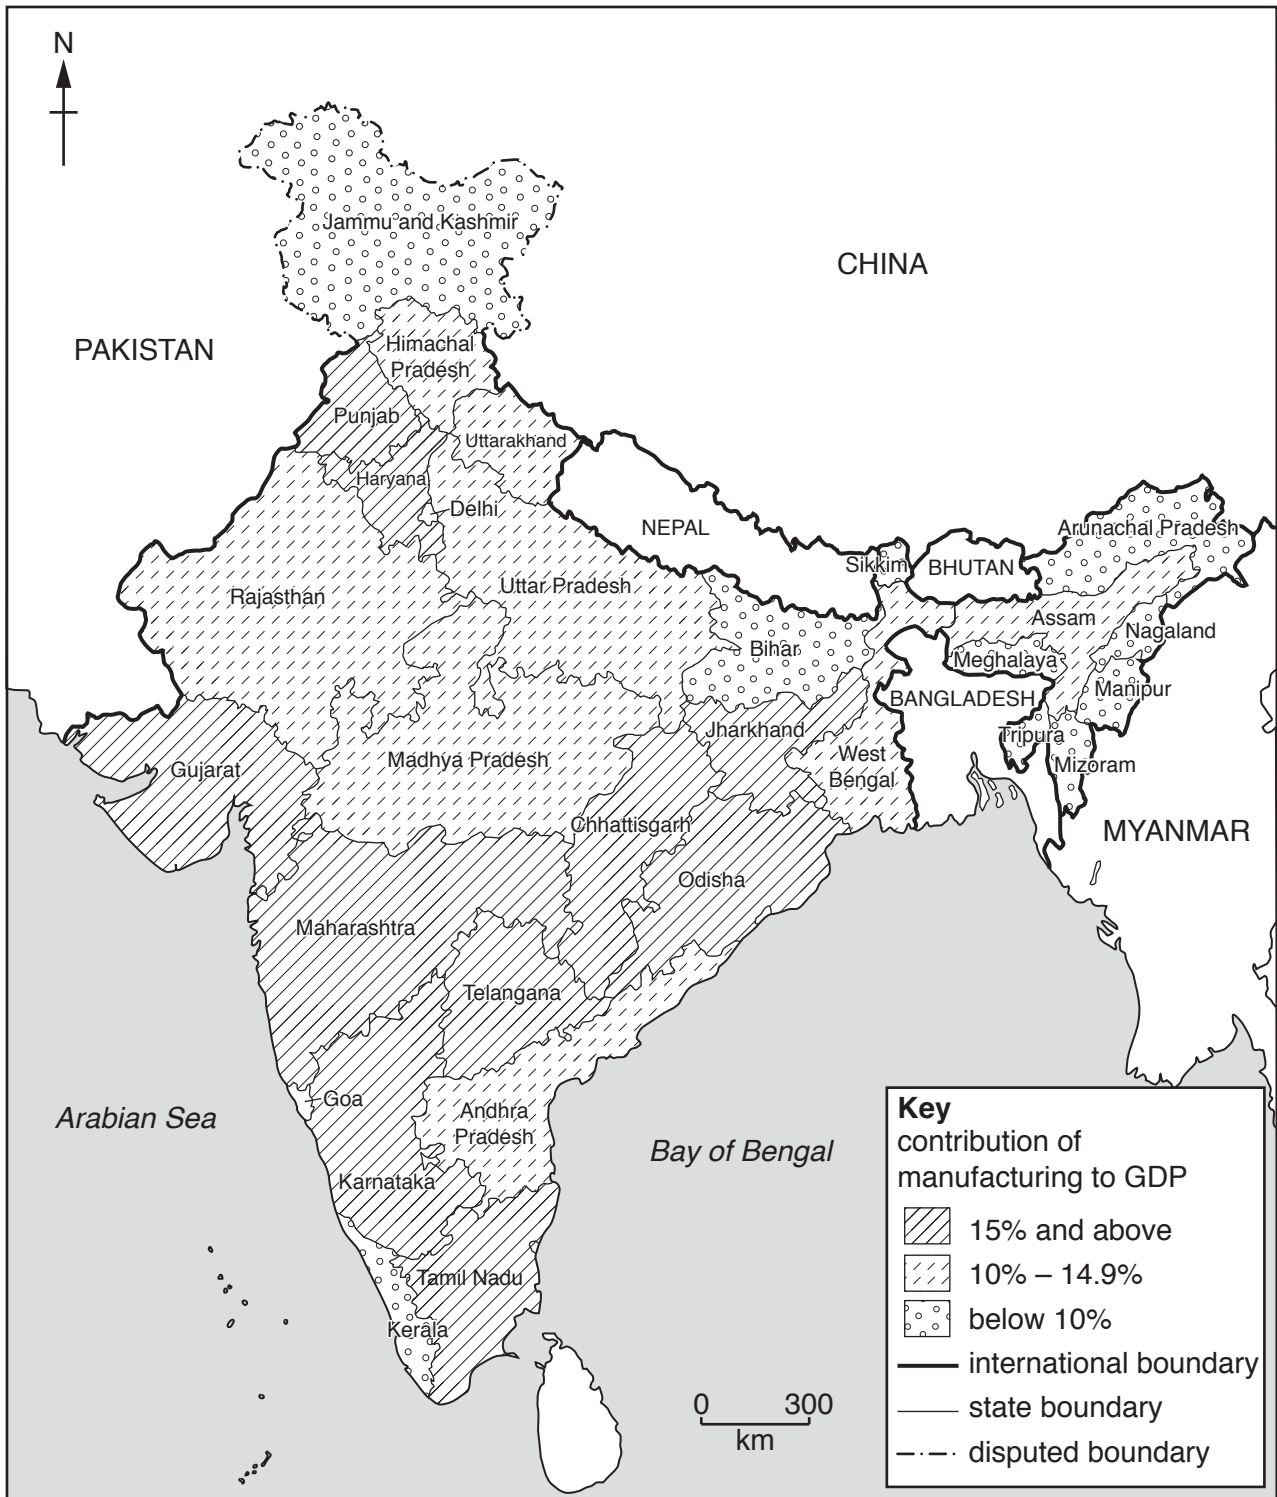 N
Jammu and Kashmir
CHINA
PAKISTAN
Himachal
Pradesh
Punjab
Uttarakhand
Haryana
Delhi
NEPAL
Arunachal Pradesh
Sikkim
BHUTAN
Uttar Pradesh
Rajasthan
Assam
Nagaland
Bihar
Meghalaya
Manipur
BANGLADESH
Jharkhand
Tripura
West
Bengal
Madhya Pradesh
Mizoram
Gujarat
Chhattisgarh
MYANMAR
Odisha
Maharashtra
Telangana
Goa
Andhra
Pradesh
Arabian Sea
Bay of Bengal
Karnataka
Tamil Nadu
Kerala
0 300
km
Key
contribution of
manufacturing to GDP
15% and above
10% – 14.9%
below 10%
international boundary
state boundary
disputed boundary